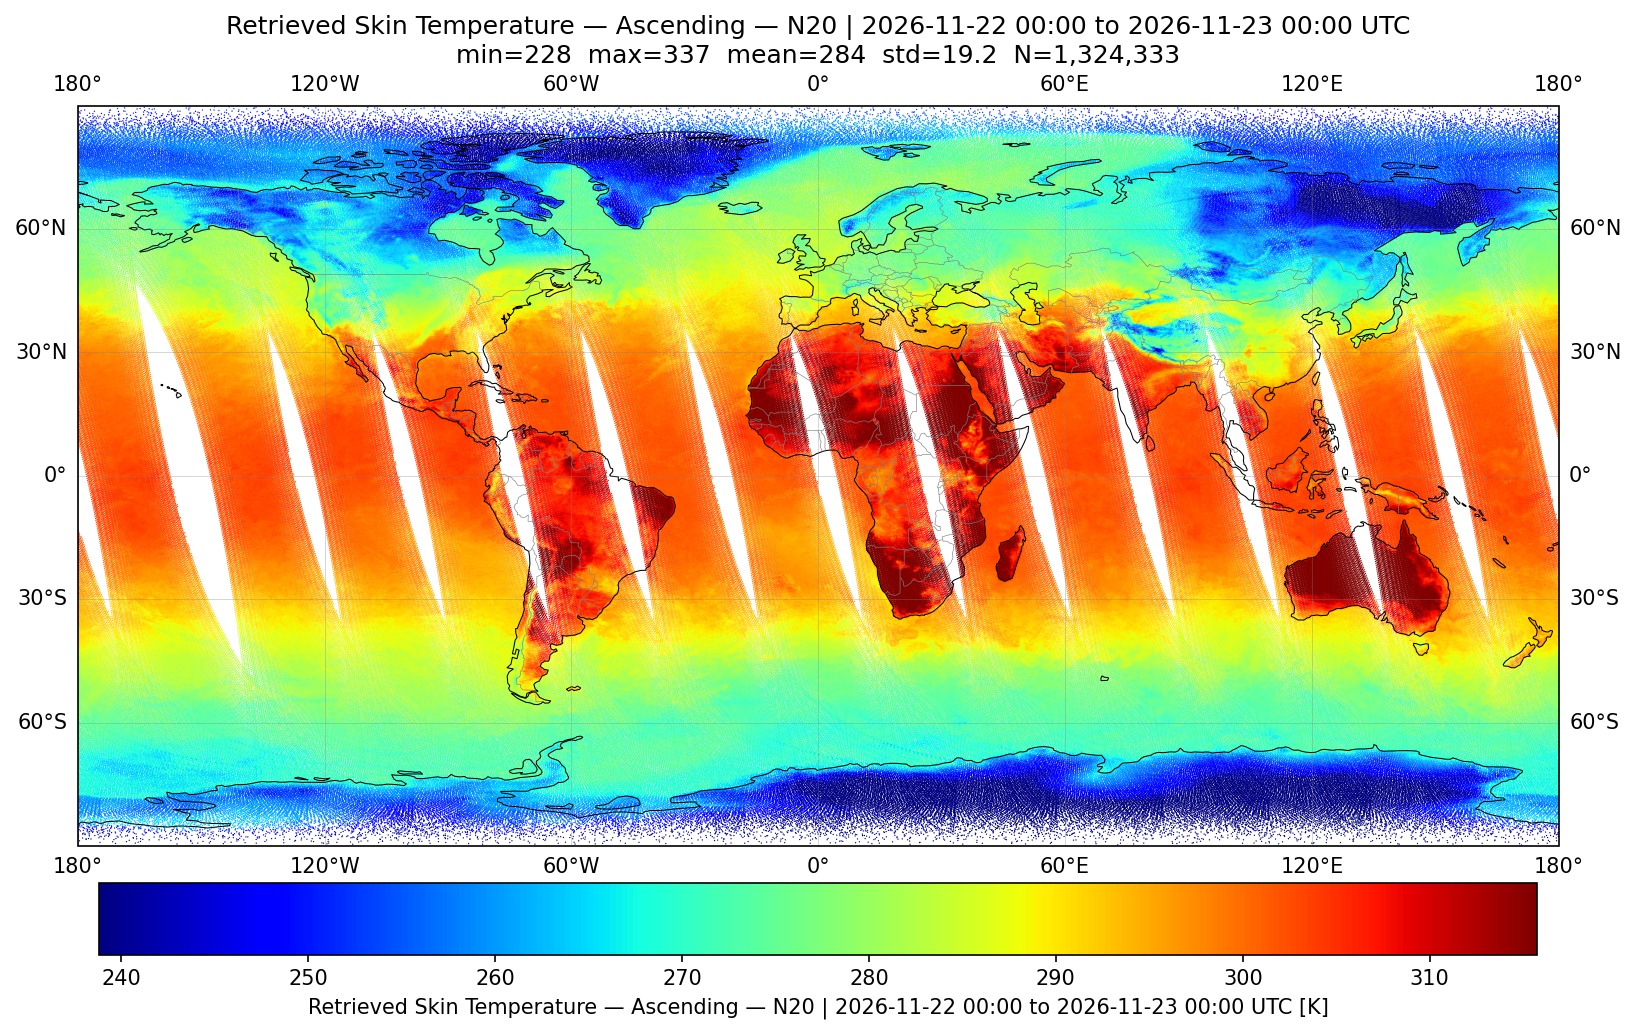 Retrieved Skin Temperature — Ascending — N20 | 2026-11-22 00:00 to 2026-11-23 00:00 UTC
min=228  max=337  mean=284  std=19.2  N=1,324,333
180° 120°W 60°W 0° 60°E 120°E 180°
60°N 60°N
30°N 30°N
0° 0°
30°S 30°S
60°S 60°S
180° 120°W 60°W 0° 60°E 120°E 180°
240 250 260 270 280 290 300 310
Retrieved Skin Temperature — Ascending — N20 | 2026-11-22 00:00 to 2026-11-23 00:00 UTC [K]